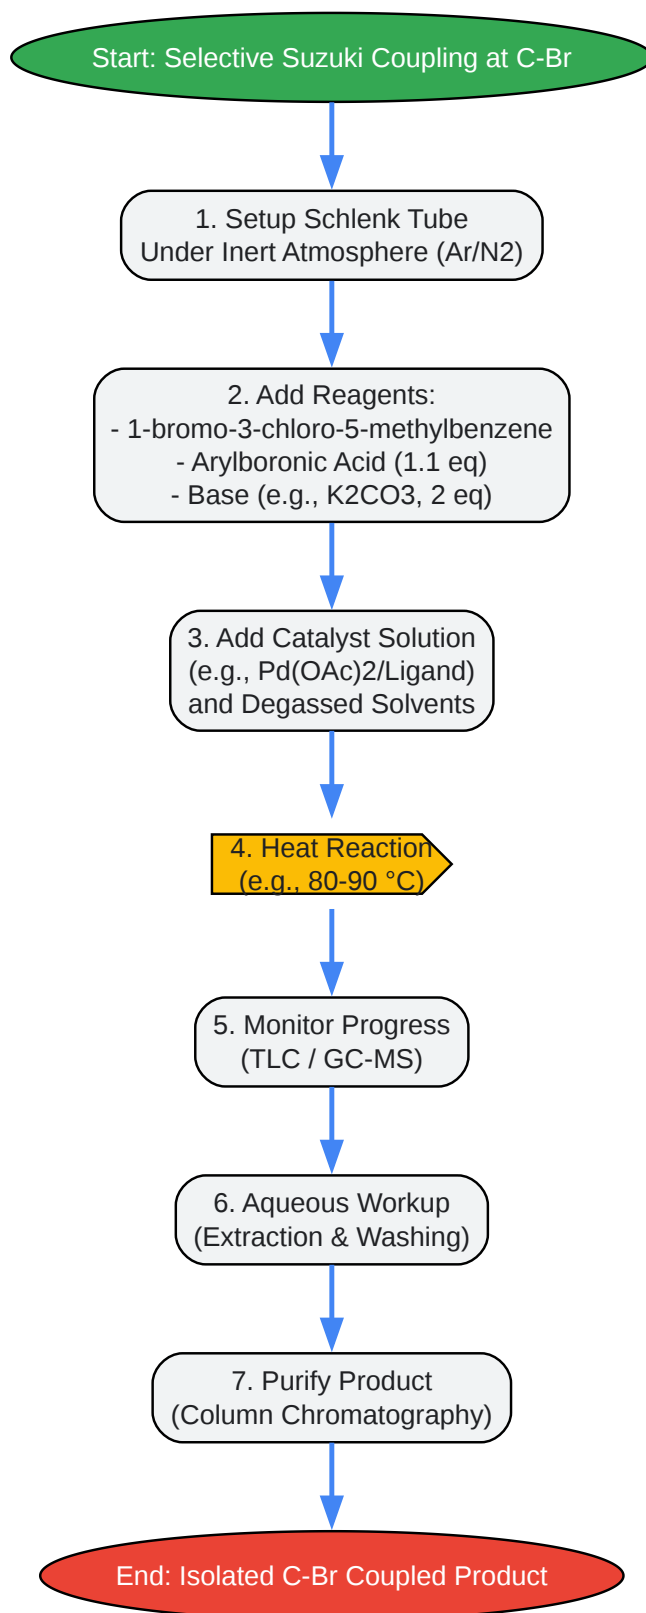 Start: Selective Suzuki Coupling at C-Br
1. Setup Schlenk Tube
Under Inert Atmosphere (Ar/N2)
2. Add Reagents:
- 1-bromo-3-chloro-5-methylbenzene
- Arylboronic Acid (1.1 eq)
- Base (e.g., K2CO3, 2 eq)
3. Add Catalyst Solution
(e.g., Pd(OAc)2/Ligand)
and Degassed Solvents
4. Heat Reaction
(e.g., 80-90 °C)
5. Monitor Progress
(TLC / GC-MS)
6. Aqueous Workup
(Extraction & Washing)
7. Purify Product
(Column Chromatography)
End: Isolated C-Br Coupled Product